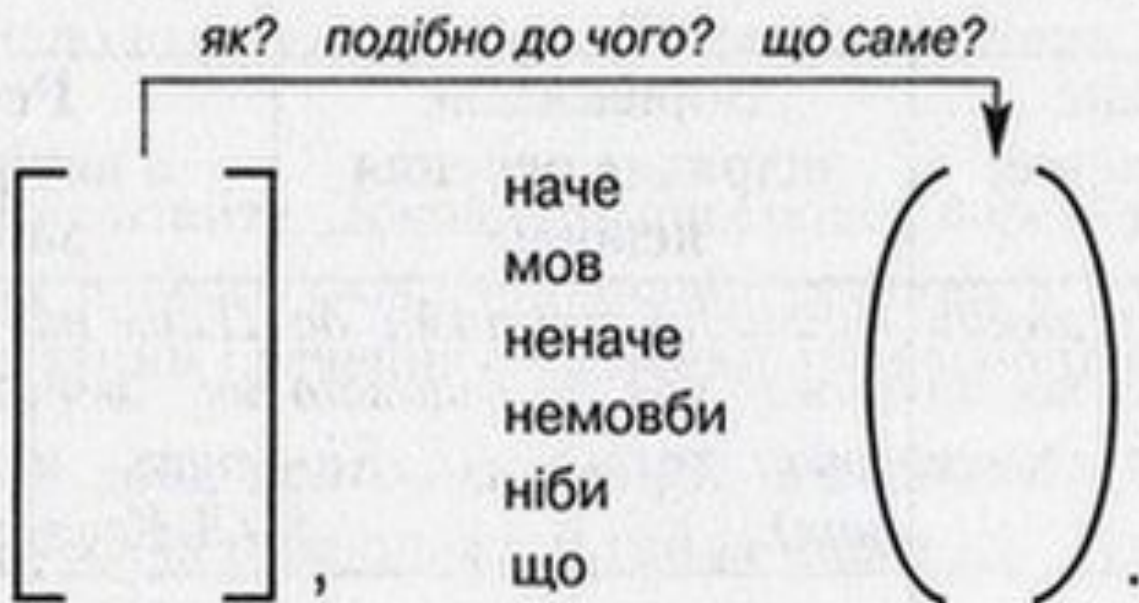 як? подібно до чого? що саме?
наче
мов
неначе
немовби
ніби
, що .